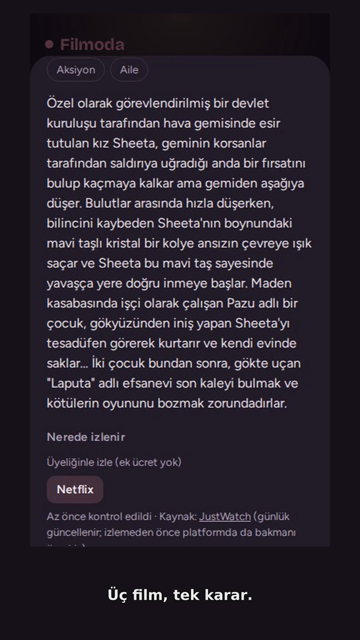 Filmoda
Aksiyon Aile
Özel olarak görevlendirilmiş bir devlet
kuruluşu tarafından hava gemisinde esir
tutulan kız Sheeta, geminin korsanlar
tarafından saldırıya uğradığı anda bir fırsatını
bulup kaçmaya kalkar ama gemiden aşağıya
düşer. Bulutlar arasında hızla düşerken,
bilincini kaybeden Sheeta'nın boynundaki
mavi taşlı kristal bir kolye ansızın çevreye ışık
saçar ve Sheeta bu mavi taş sayesinde
yavaşça yere doğru inmeye başlar. Maden
kasabasında işçi olarak çalışan Pazu adlı bir
çocuk, gökyüzünden iniş yapan Sheeta'yı
tesadüfen görerek kurtarır ve kendi evinde
saklar... İki çocuk bundan sonra, gökte uçan
"Laputa" adlı efsanevi son kaleyi bulmak ve
kötülerin oyununu bozmak zorundadırlar.
Nerede izlenir
Üyeliğinle izle (ek ücret yok)
Netflix
Az önce kontrol edildi · Kaynak: JustWatch (günlük
güncellenir; izlemeden önce platformda da bakmanı
Üç film, tek karar.